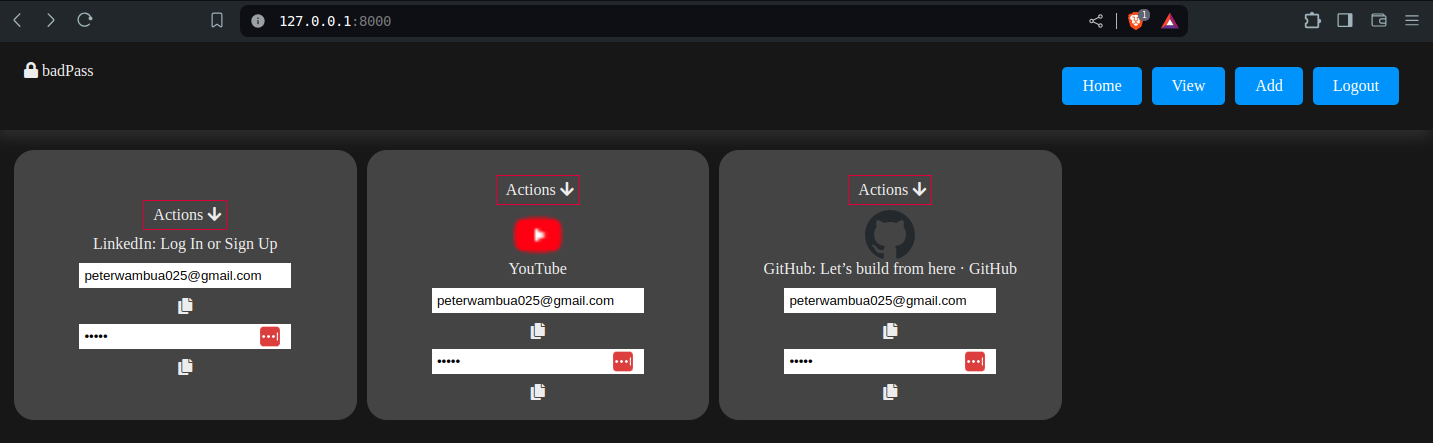 127.0.0.1:8000
1
badPass
Home View Add Logout
Actions
LinkedIn: Log In or Sign Up
peterwambua025@gmail.com
•••••
Actions
YouTube
peterwambua025@gmail.com
•••••
Actions
GitHub: Let’s build from here · GitHub
peterwambua025@gmail.com
•••••